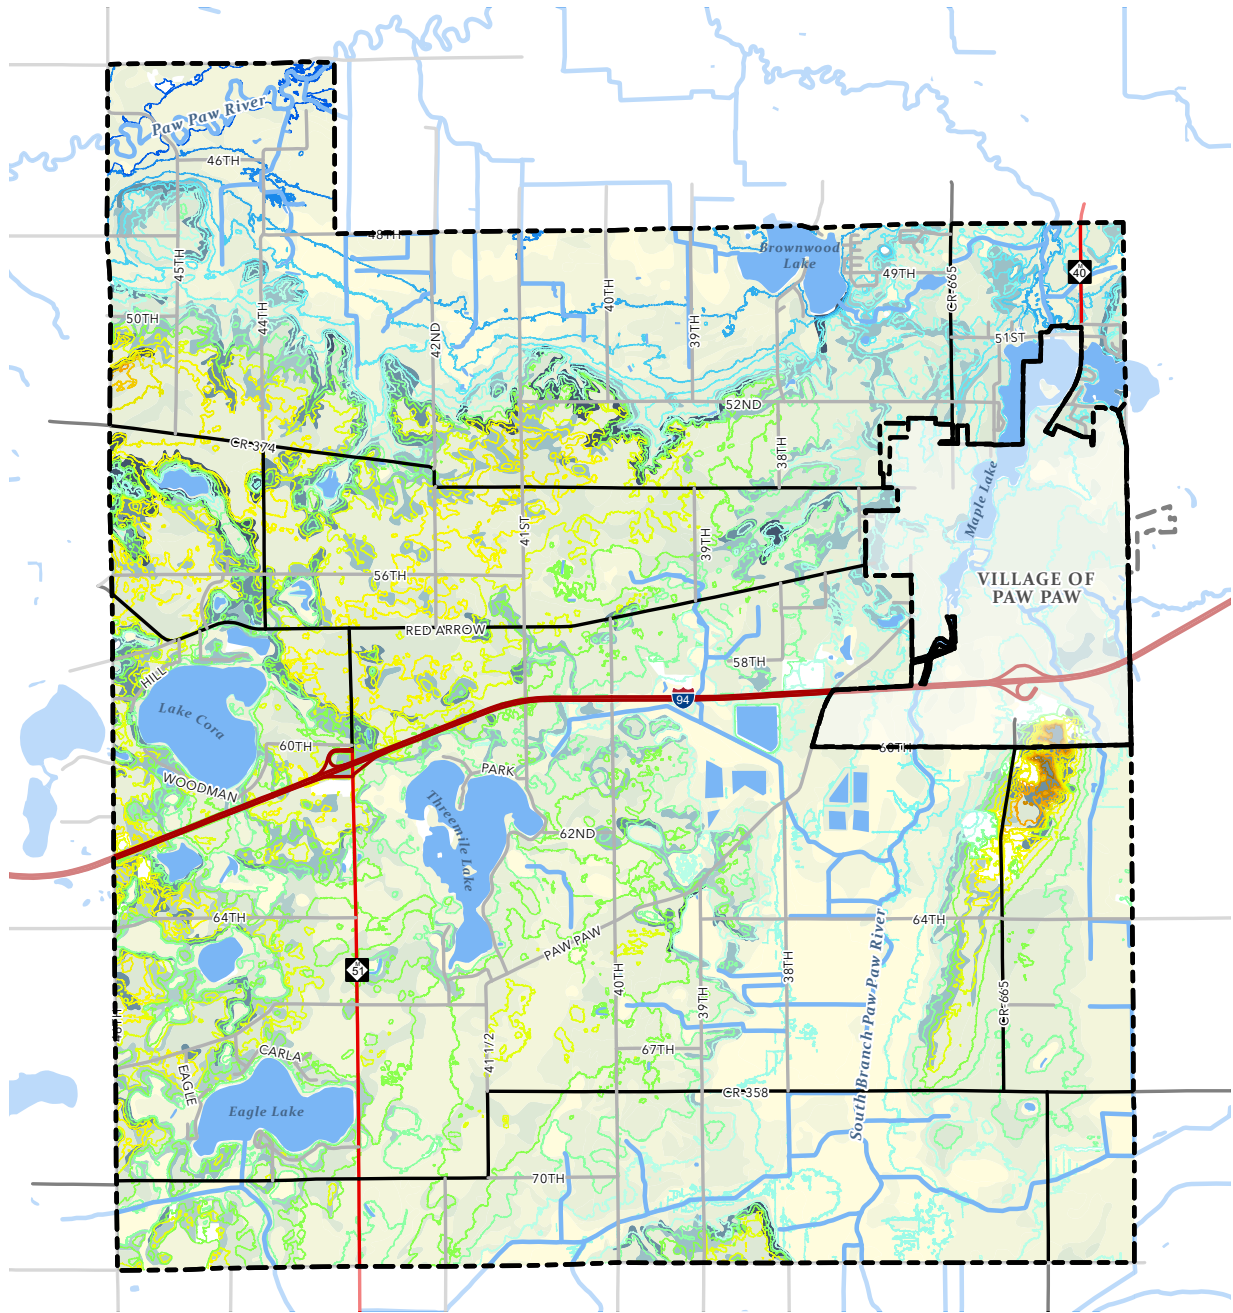 Paw Paw River
46TH
48TH
Brownwood
Lake
45TH
49TH
CR-665
M
40
50TH
44TH
40TH
39TH
42ND
51ST
52ND
CR-374
38TH
Maple Lake
41ST
39TH
56TH
VILLAGE OF
PAW PAW
RED ARROW
58TH
HILL
94
Lake Cora
60TH
60TH
PARK
WOODMAN
Threemile Lake
62ND
64TH
64TH
PAW PAW
South Branch Paw Paw River
M
51
40TH
38TH
39TH
CR-665
41 1/2
67TH
CARLA
EAGLE
CR-358
Eagle Lake
70TH